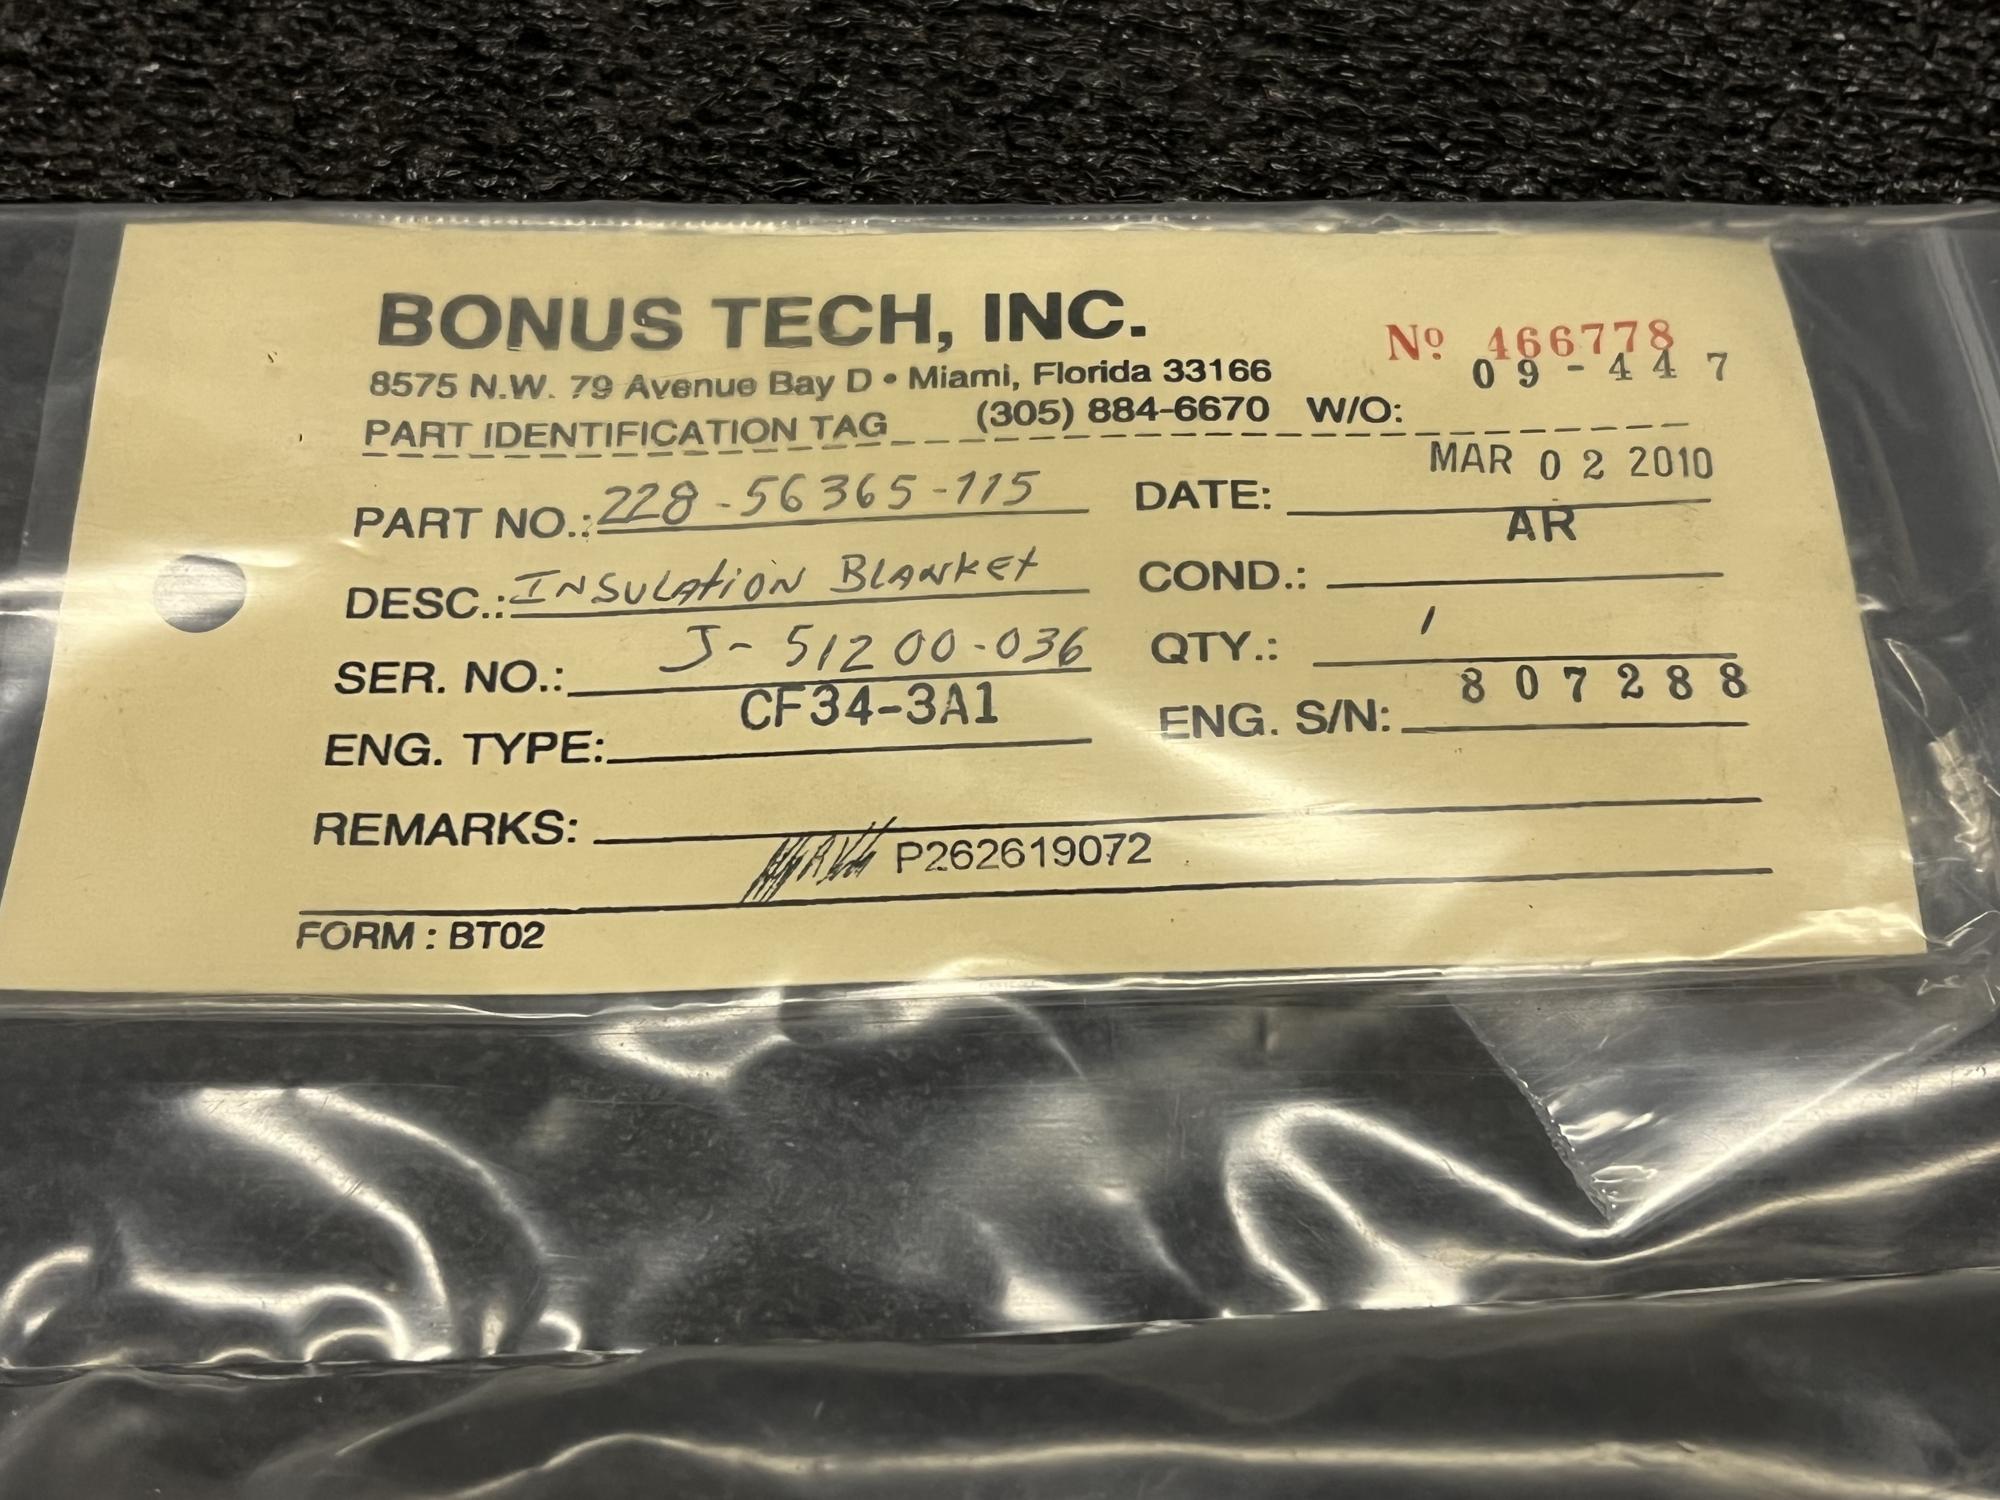 BONUS TECH, INC.
Nº 466778
8575 N.W. 79 Avenue Bay D • Miami, Florida 33166
09-447
(305) 884-6670 W/O:
PART IDENTIFICATION TAG
MAR 02 2010
PART NO.: 228-56365-115 DATE:
AR
DESC.: INSULATION BLANKET COND.:
SER. NO.: J-51200-036 QTY.: 1
ENG. TYPE: CF34-3A1 ENG. S/N: 807288
REMARKS:
P262619072
FORM : BT02